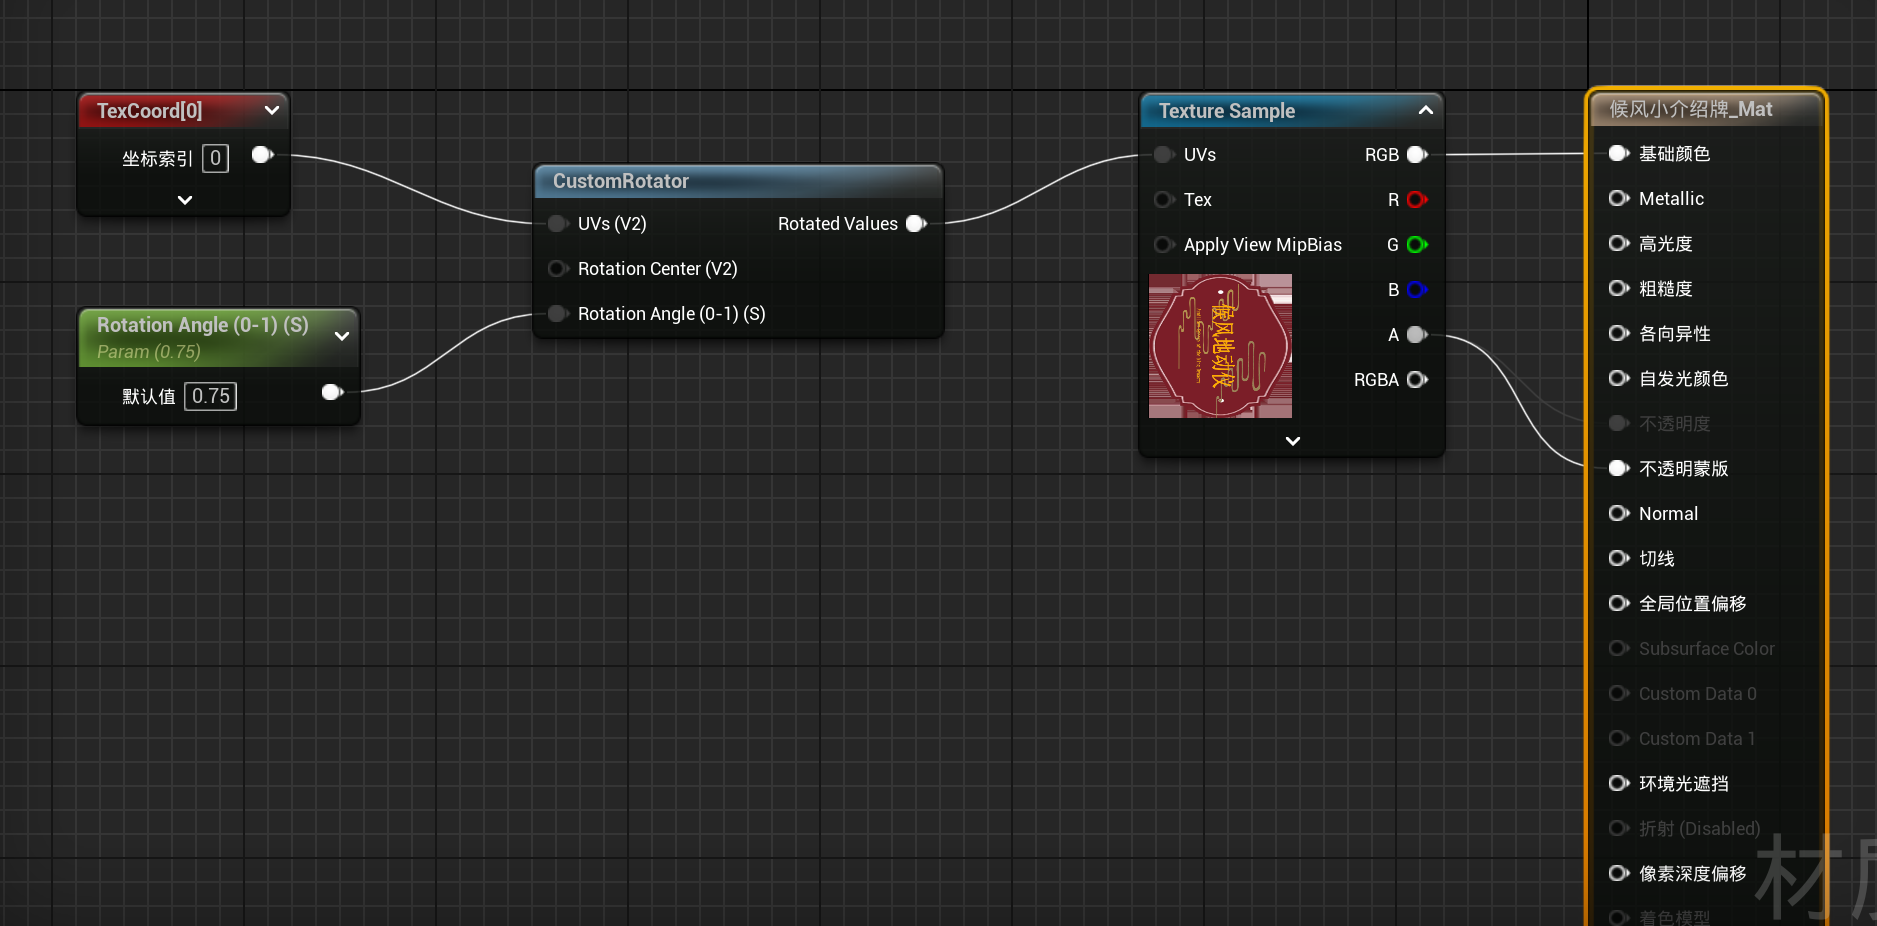 TexCoord[0]
坐标索引 0
Rotation Angle (0-1) (S)
Param (0.75)
默认值 0.75
CustomRotator
UVs (V2)
Rotated Values
Rotation Center (V2)
Rotation Angle (0-1) (S)
Texture Sample
UVs
RGB
Tex
R
Apply View MipBias
G
B
A
RGBA
候风地动仪
候风小介绍牌_Mat
基础颜色
Metallic
高光度
粗糙度
各向异性
自发光颜色
不透明度
不透明蒙版
Normal
切线
全局位置偏移
Subsurface Color
Custom Data 0
Custom Data 1
环境光遮挡
折射 (Disabled)
像素深度偏移
着色模型
材